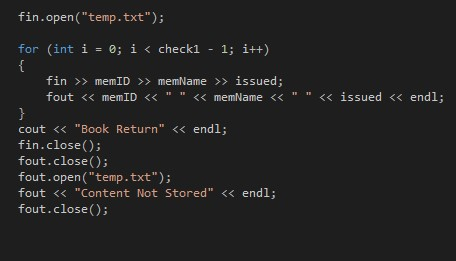 fin.open("temp.txt");
for (int i = 0; i < check1 - 1; i++)
{
fin >> memID >> memName >> issued;
fout << memID << " " << memName << " " << issued << endl;
}
cout << "Book Return" << endl;
fin.close();
fout.close();
fout.open("temp.txt");
fout << "Content Not Stored" << endl;
fout.close();